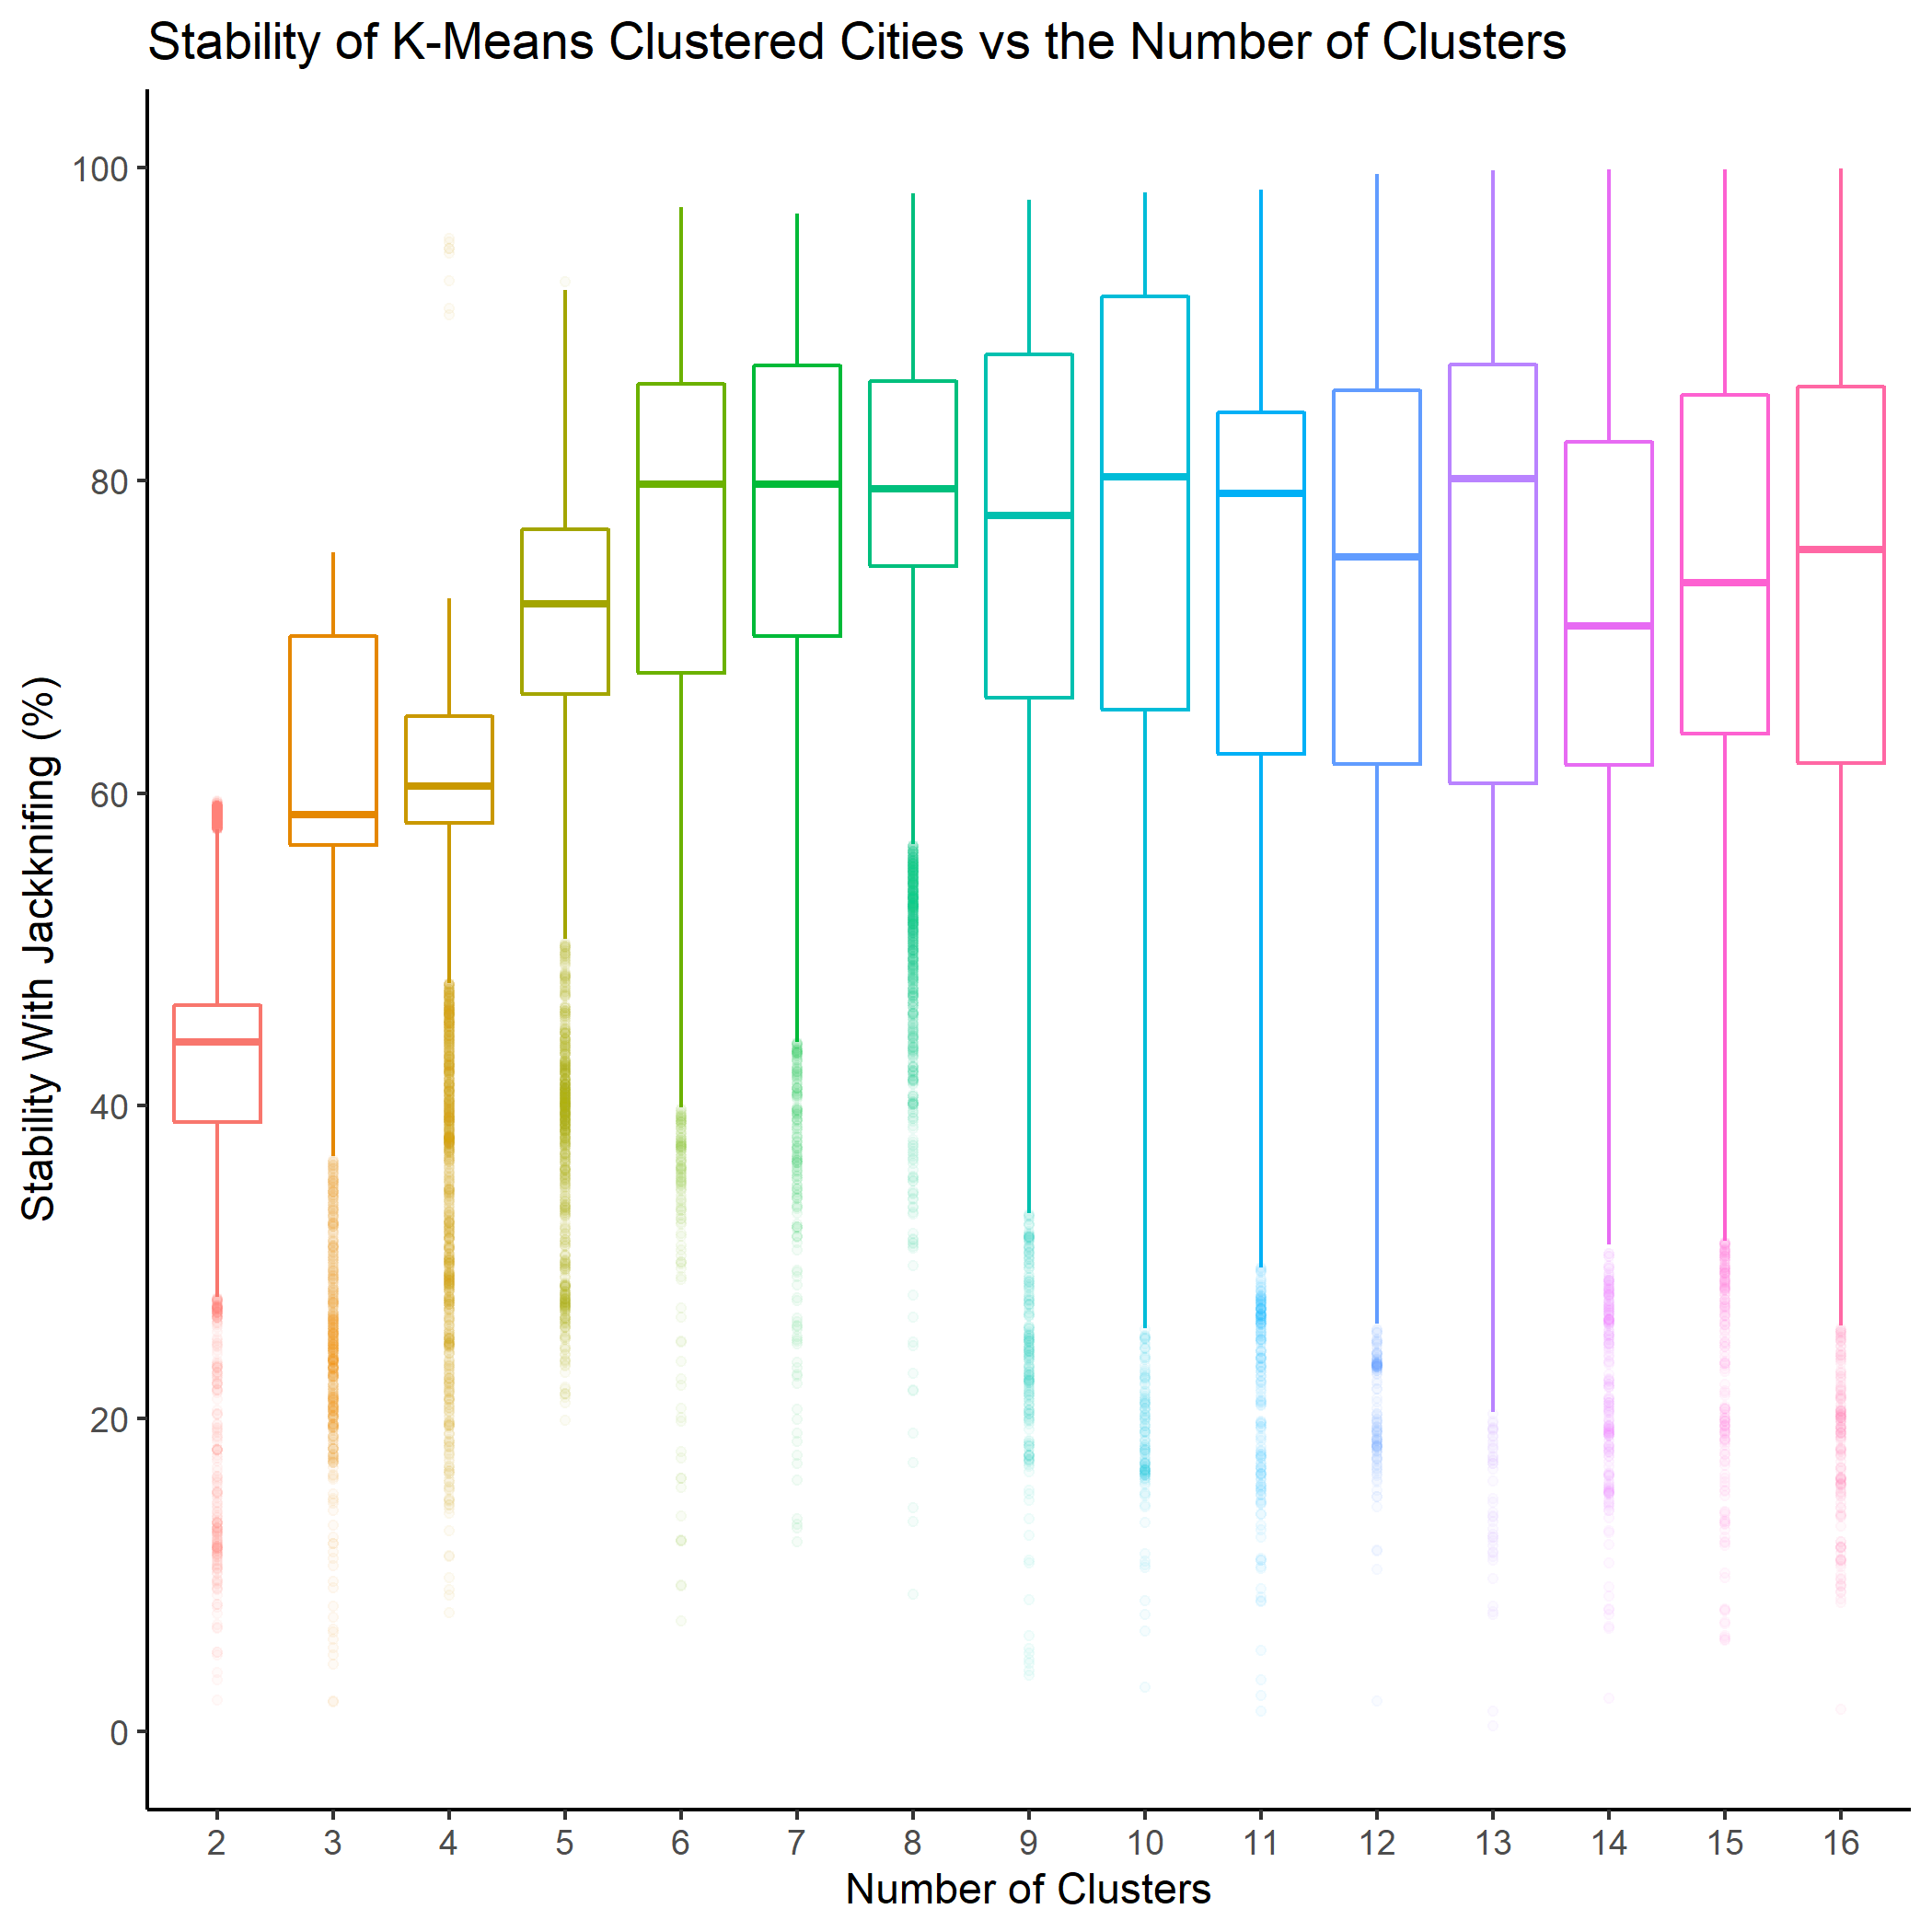 Stability of K-Means Clustered Cities vs the Number of Clusters
Stability With Jackknifing (%)
100
80
60
40
20
0
2 3 4 5 6 7 8 9 10 11 12 13 14 15 16
Number of Clusters